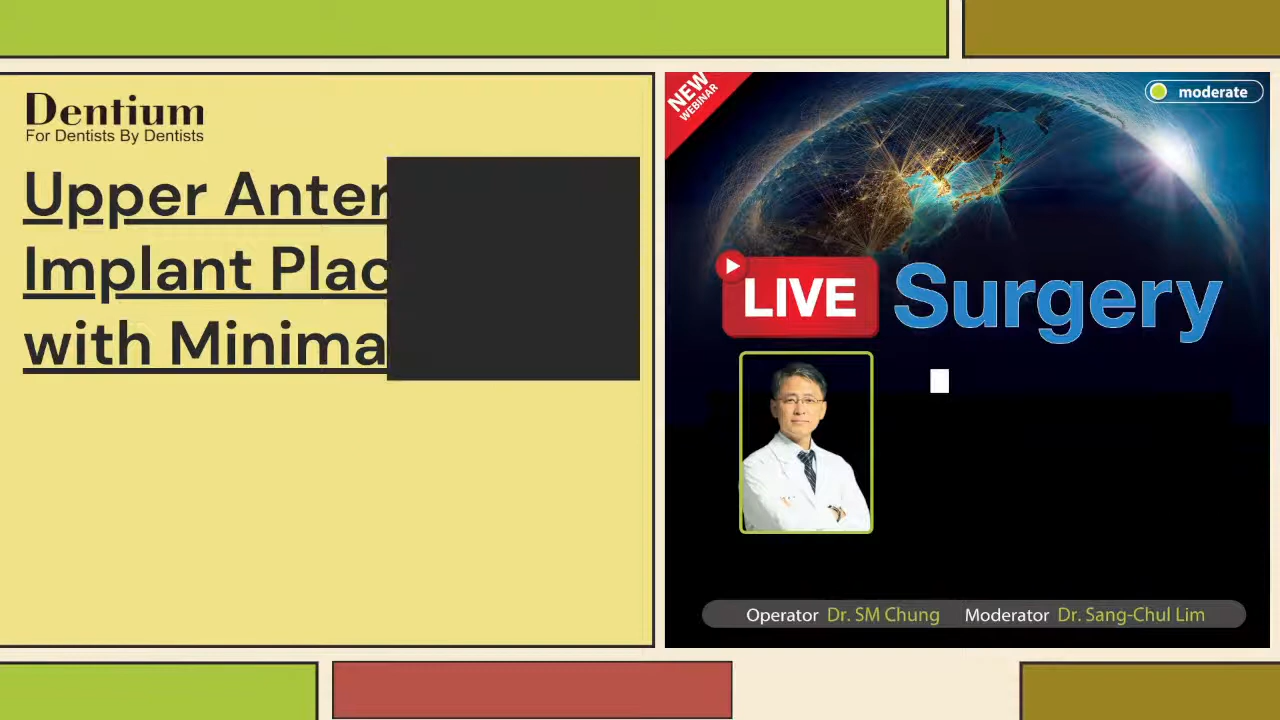 Dentium
For Dentists By Dentists
Upper Anter
Implant Plac
with Minima
NEW
WEBINAR
moderate
LIVE Surgery
Operator Dr. SM Chung Moderator Dr. Sang-Chul Lim